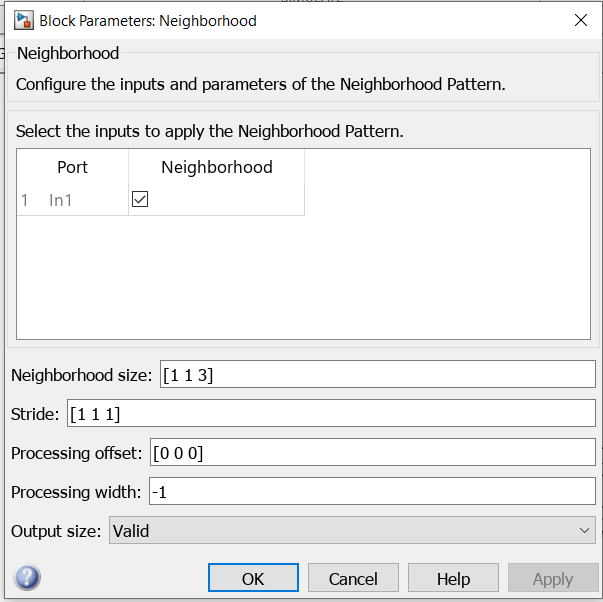 Block Parameters: Neighborhood
Neighborhood
Configure the inputs and parameters of the Neighborhood Pattern.
Select the inputs to apply the Neighborhood Pattern.
Port Neighborhood
1 In1
Neighborhood size: [1 1 3]
Stride: [1 1 1]
Processing offset: [0 0 0]
Processing width: -1
Output size: Valid
OK Cancel Help Apply